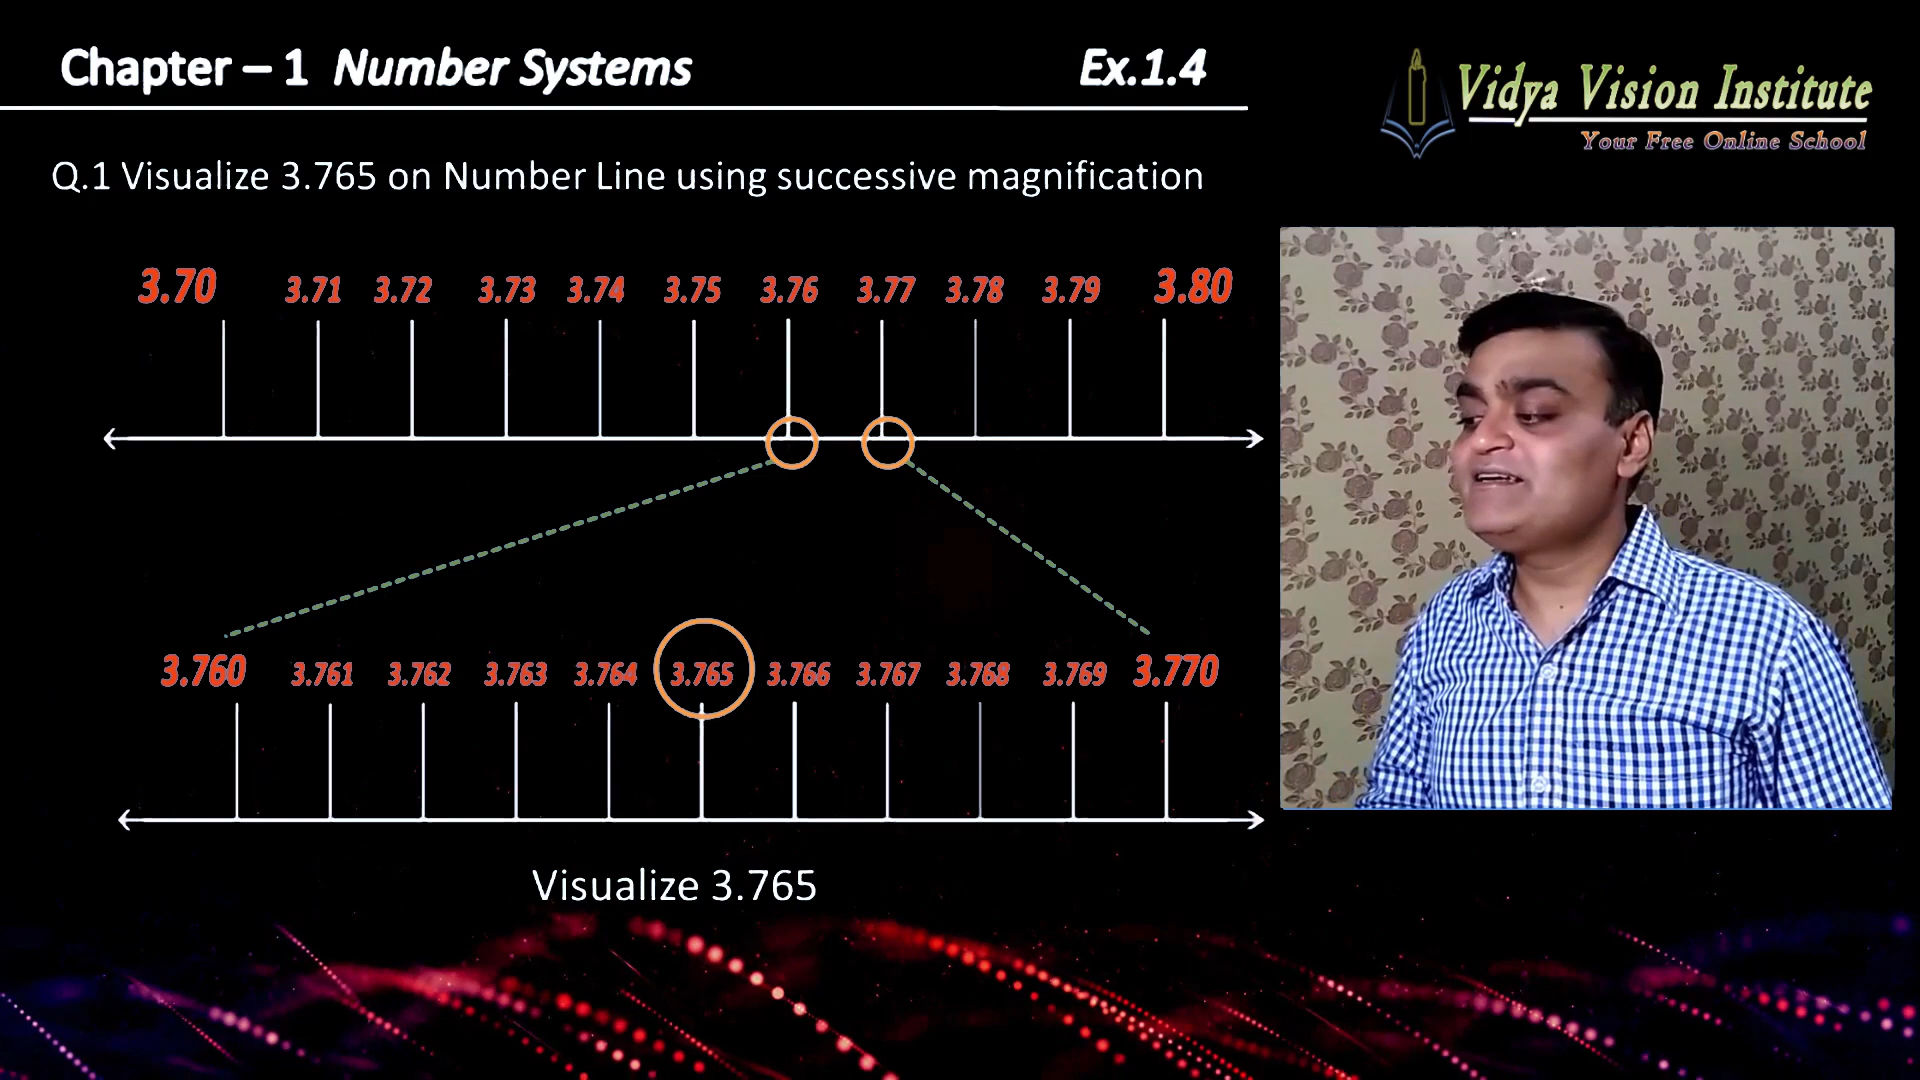 Chapter – 1 Number Systems Ex.1.4
Vidya Vision Institute
Your Free Online School
Q.1 Visualize 3.765 on Number Line using successive magnification
3.70 3.71 3.72 3.73 3.74 3.75 3.76 3.77 3.78 3.79 3.80
3.760 3.761 3.762 3.763 3.764 3.765 3.766 3.767 3.768 3.769 3.770
Visualize 3.765